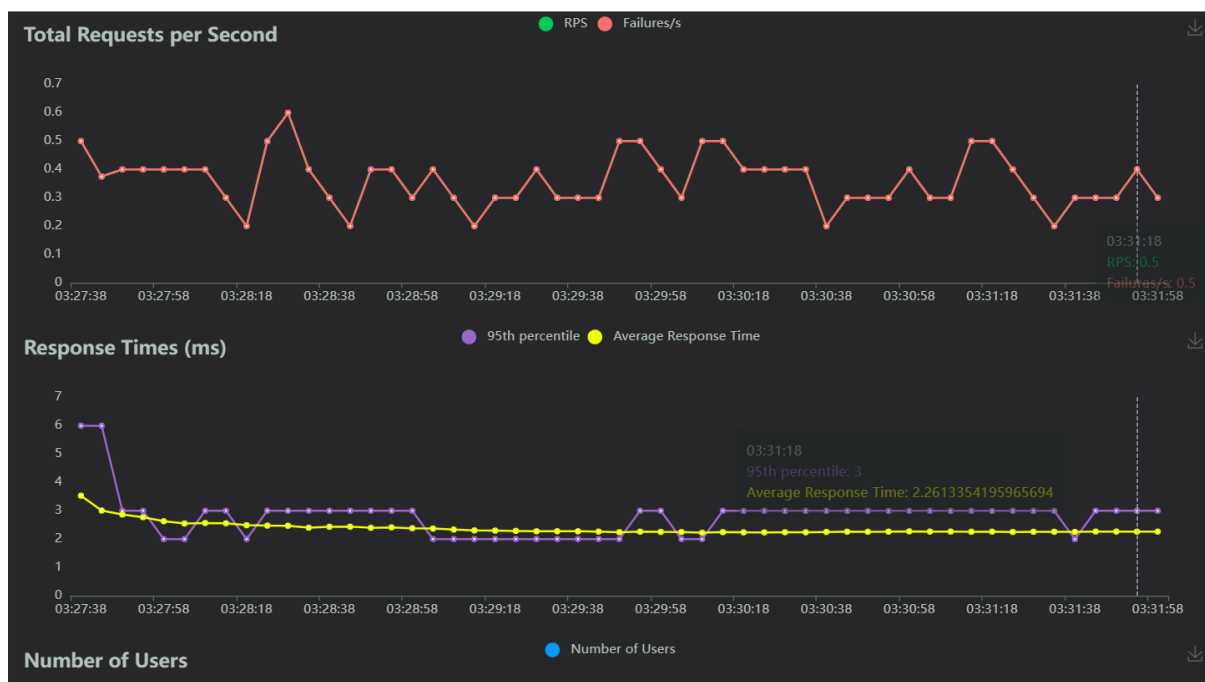 Total Requests per Second
RPS Failures/s
0.7
0.6
0.5
0.4
0.3
0.2
0.1
0
03:31:18
RPS: 0.5
Failures/s: 0.5
03:27:38 03:27:58 03:28:18 03:28:38 03:28:58 03:29:18 03:29:38 03:29:58 03:30:18 03:30:38 03:30:58 03:31:18 03:31:38 03:31:58
Response Times (ms)
95th percentile Average Response Time
7
6
5
4
3
2
1
0
03:31:18
95th percentile: 3
Average Response Time: 2.2613354195965694
03:27:38 03:27:58 03:28:18 03:28:38 03:28:58 03:29:18 03:29:38 03:29:58 03:30:18 03:30:38 03:30:58 03:31:18 03:31:38 03:31:58
Number of Users
Number of Users